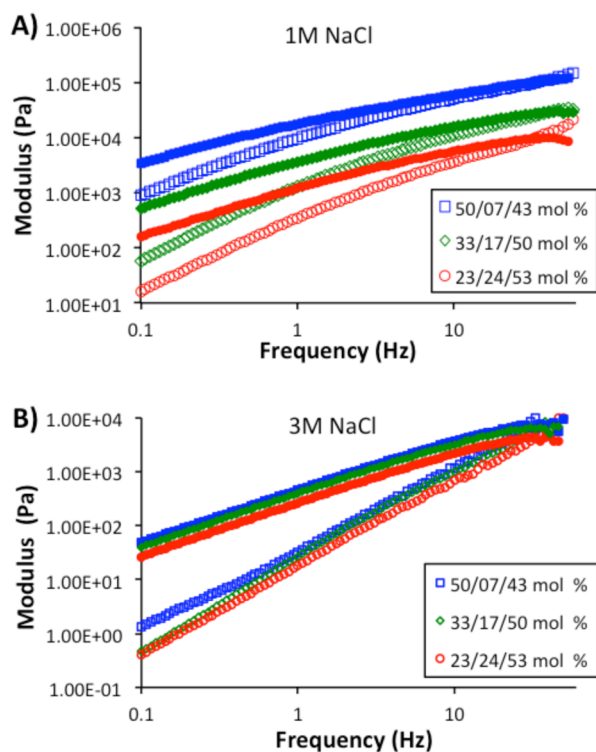 A)
1M NaCl
1.00E+06
1.00E+05
1.00E+04
1.00E+03
1.00E+02
1.00E+01
Modulus (Pa)
50/07/43 mol %
33/17/50 mol %
23/24/53 mol %
0.1 1 10
Frequency (Hz)
B)
3M NaCl
1.00E+04
1.00E+03
1.00E+02
1.00E+01
1.00E+00
1.00E-01
Modulus (Pa)
50/07/43 mol %
33/17/50 mol %
23/24/53 mol %
0.1 1 10
Frequency (Hz)